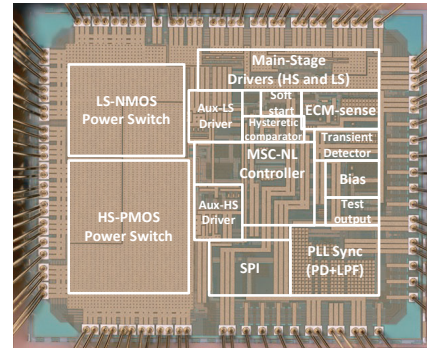 Main-Stage
Drivers (HS and LS)
LS-NMOS
Power Switch
Aux-LS
Driver
Soft
start
ECM-sense
Hysteretic
comparator
Transient
Detector
MSC-NL
Controller
Bias
HS-PMOS
Power Switch
Aux-HS
Driver
Test
output
SPI
PLL Sync
(PD+LPF)